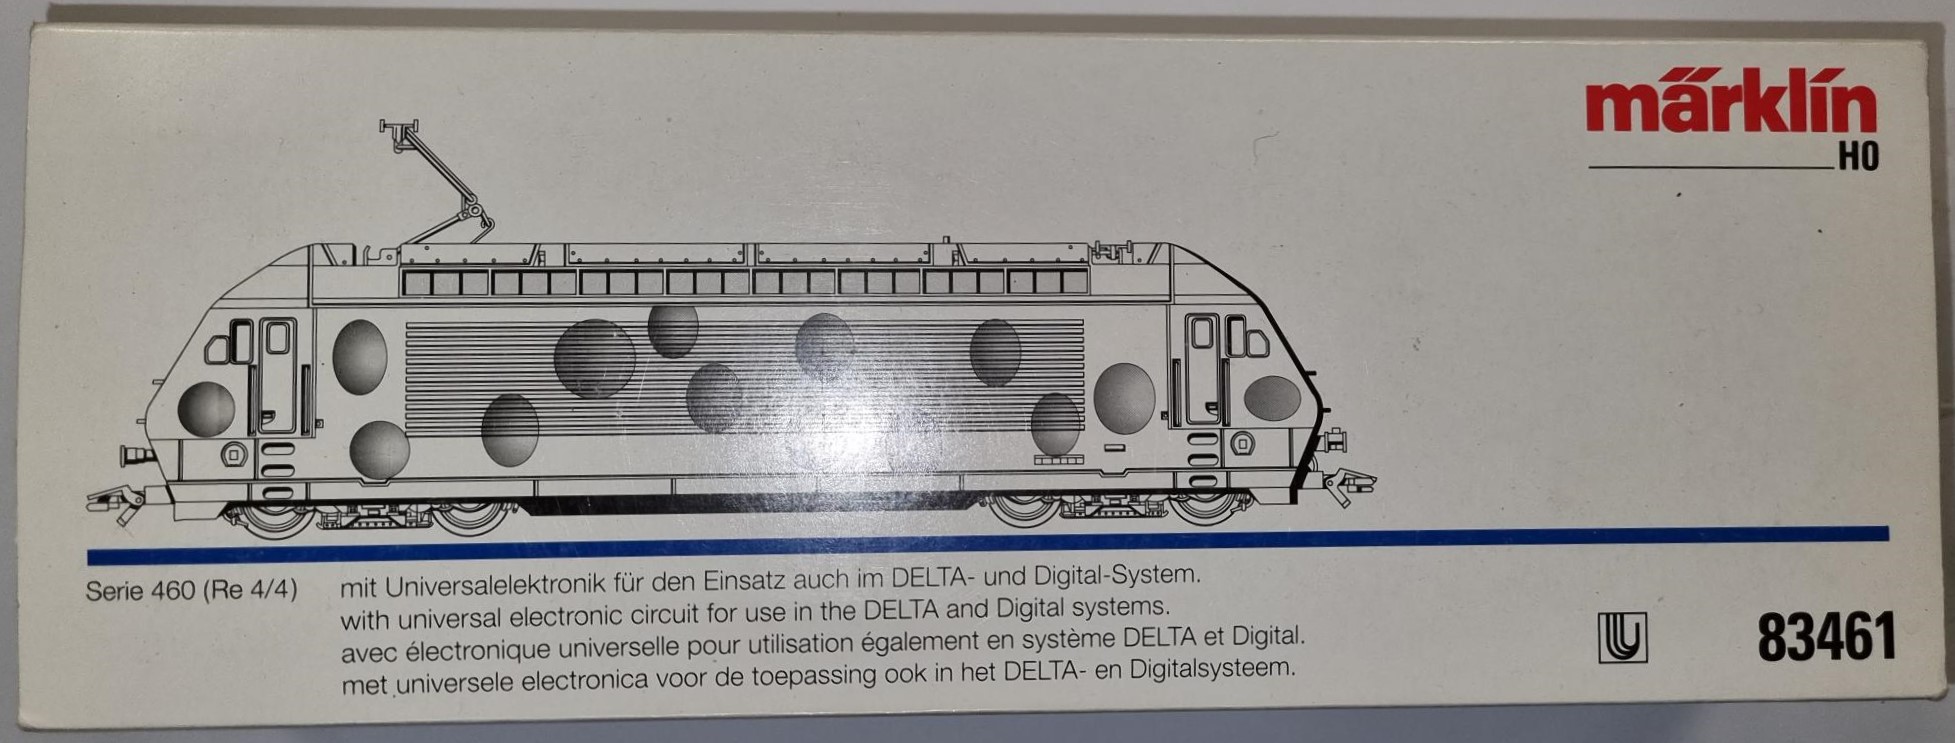 märklin
HO
Serie 460 (Re 4/4)
mit Universalelektronik für den Einsatz auch im DELTA- und Digital-System.
with universal electronic circuit for use in the DELTA and Digital systems.
avec électronique universelle pour utilisation également en système DELTA et Digital.
met universele electronica voor de toepassing ook in het DELTA- en Digitalsysteem.
83461